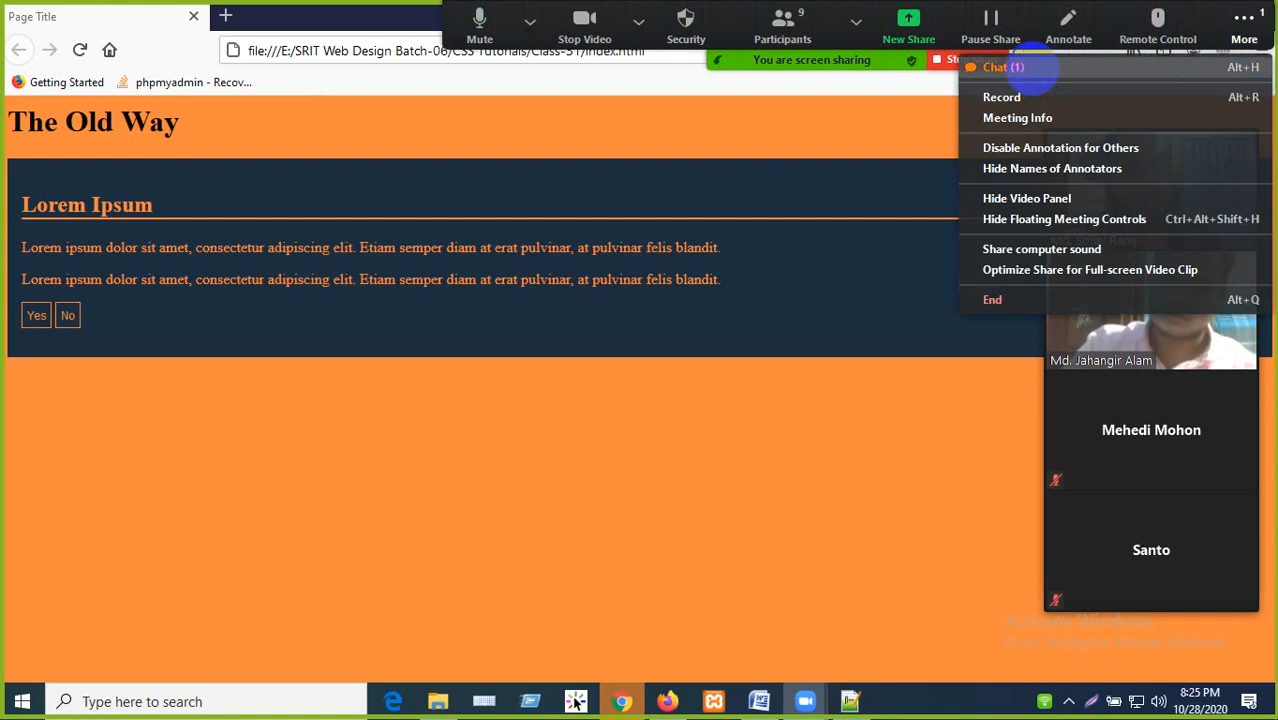 Page Title
Mute
Stop Video
Security
Participants
9
New Share
Pause Share
Annotate
Remote Control
More
1
file:///E:/SRIT Web Design Batch-06/CSS Tutorials/Class-31/index.html
You are screen sharing
Getting Started
phpmyadmin - Recov...
Chat (1) Alt+H
Record Alt+R
Meeting Info
Disable Annotation for Others
Hide Names of Annotators
Hide Video Panel
Hide Floating Meeting Controls Ctrl+Alt+Shift+H
Share computer sound
Optimize Share for Full-screen Video Clip
End Alt+Q
The Old Way
Lorem Ipsum
Lorem ipsum dolor sit amet, consectetur adipiscing elit. Etiam semper diam at erat pulvinar, at pulvinar felis blandit.
Lorem ipsum dolor sit amet, consectetur adipiscing elit. Etiam semper diam at erat pulvinar, at pulvinar felis blandit.
Yes
No
Md. Jahangir Alam
Mehedi Mohon
Santo
Activate Windows
Type here to search
8:25 PM
10/28/2020